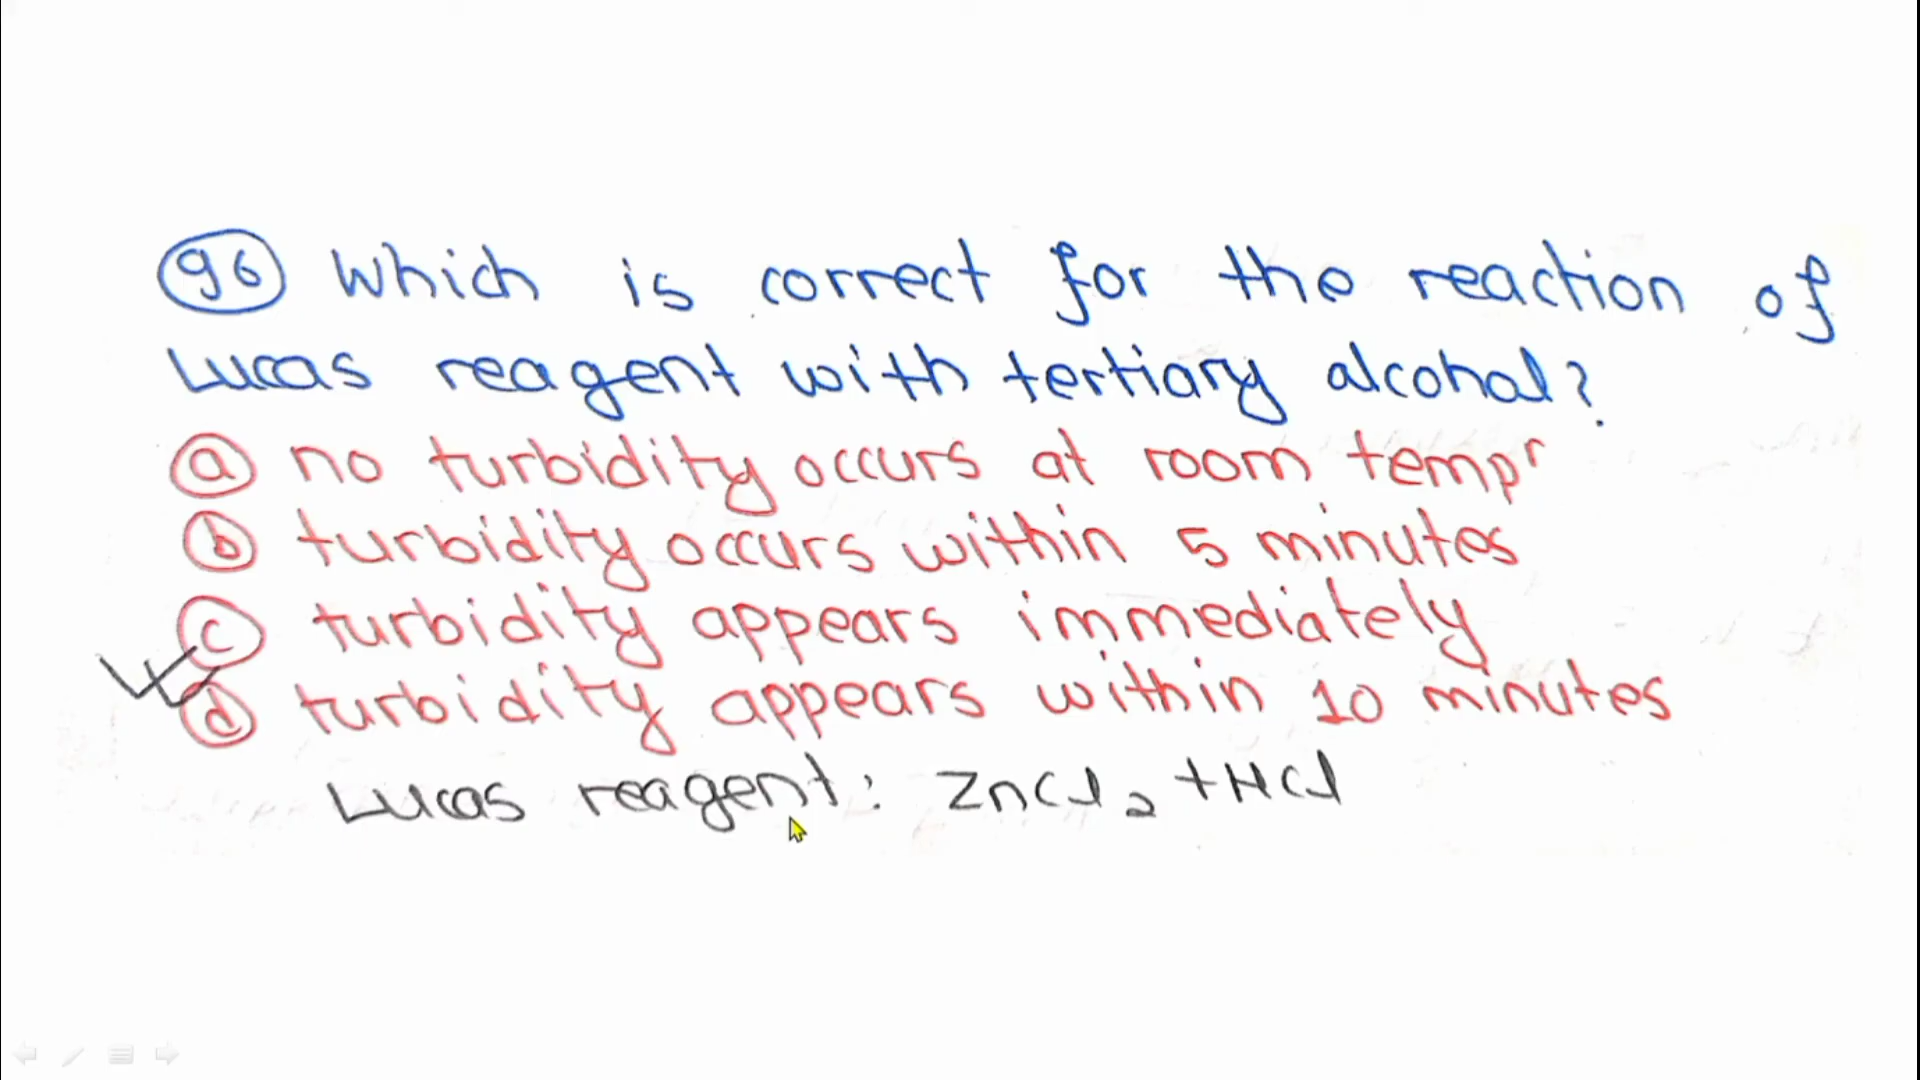 96 Which is correct for the reaction of
Lucas reagent with tertiary alcohol?
a no turbidity occurs at room tempr
b turbidity occurs within 5 minutes
c turbidity appears immediately
d turbidity appears within 10 minutes
Lucas reagent: ZnCl2 + HCl